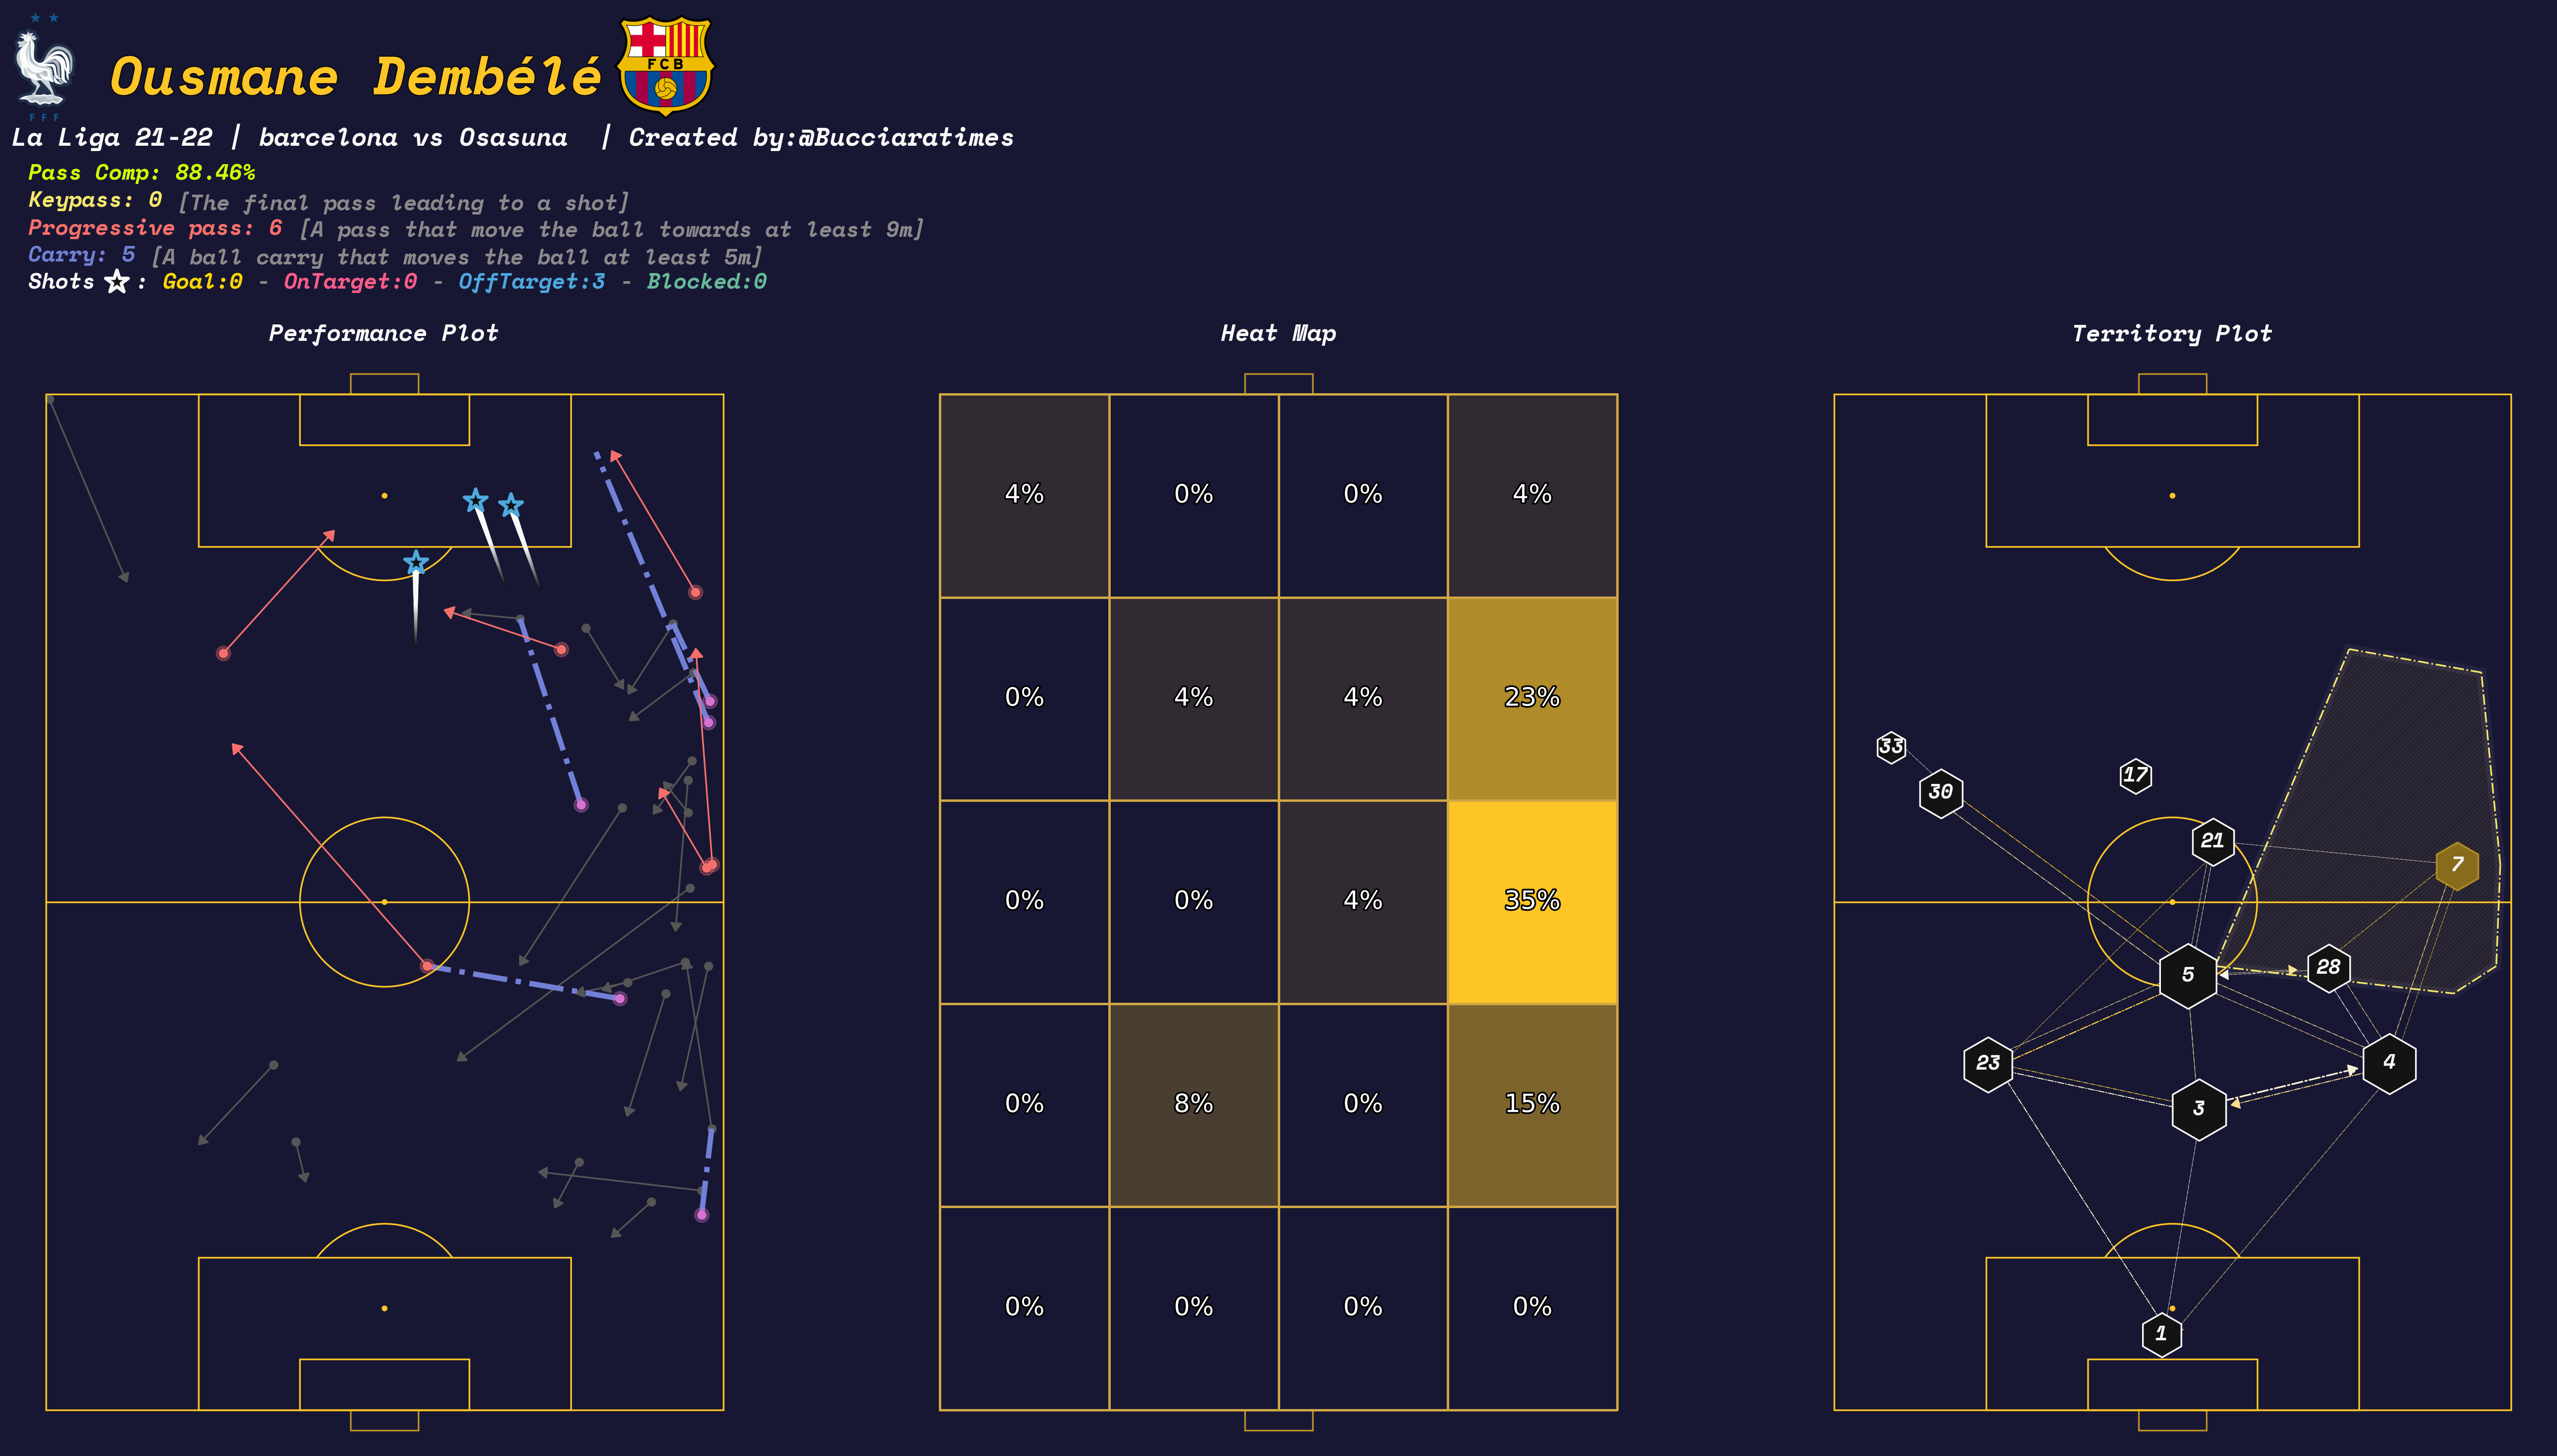 Ousmane Dembélé
FCB
F F F
La Liga 21-22 | barcelona vs Osasuna | Created by:@Bucciaratimes
Pass Comp: 88.46%
Keypass: 0 [The final pass leading to a shot]
Progressive pass: 6 [A pass that move the ball towards at least 9m]
Carry: 5 [A ball carry that moves the ball at least 5m]
Shots : Goal:0 - OnTarget:0 - OffTarget:3 - Blocked:0
Performance Plot
Heat Map
Territory Plot
4% 0% 0% 4%
0% 4% 4% 23%
0% 0% 4% 35%
0% 8% 0% 15%
0% 0% 0% 0%
33
17
30
21
7
5
28
23
4
3
1